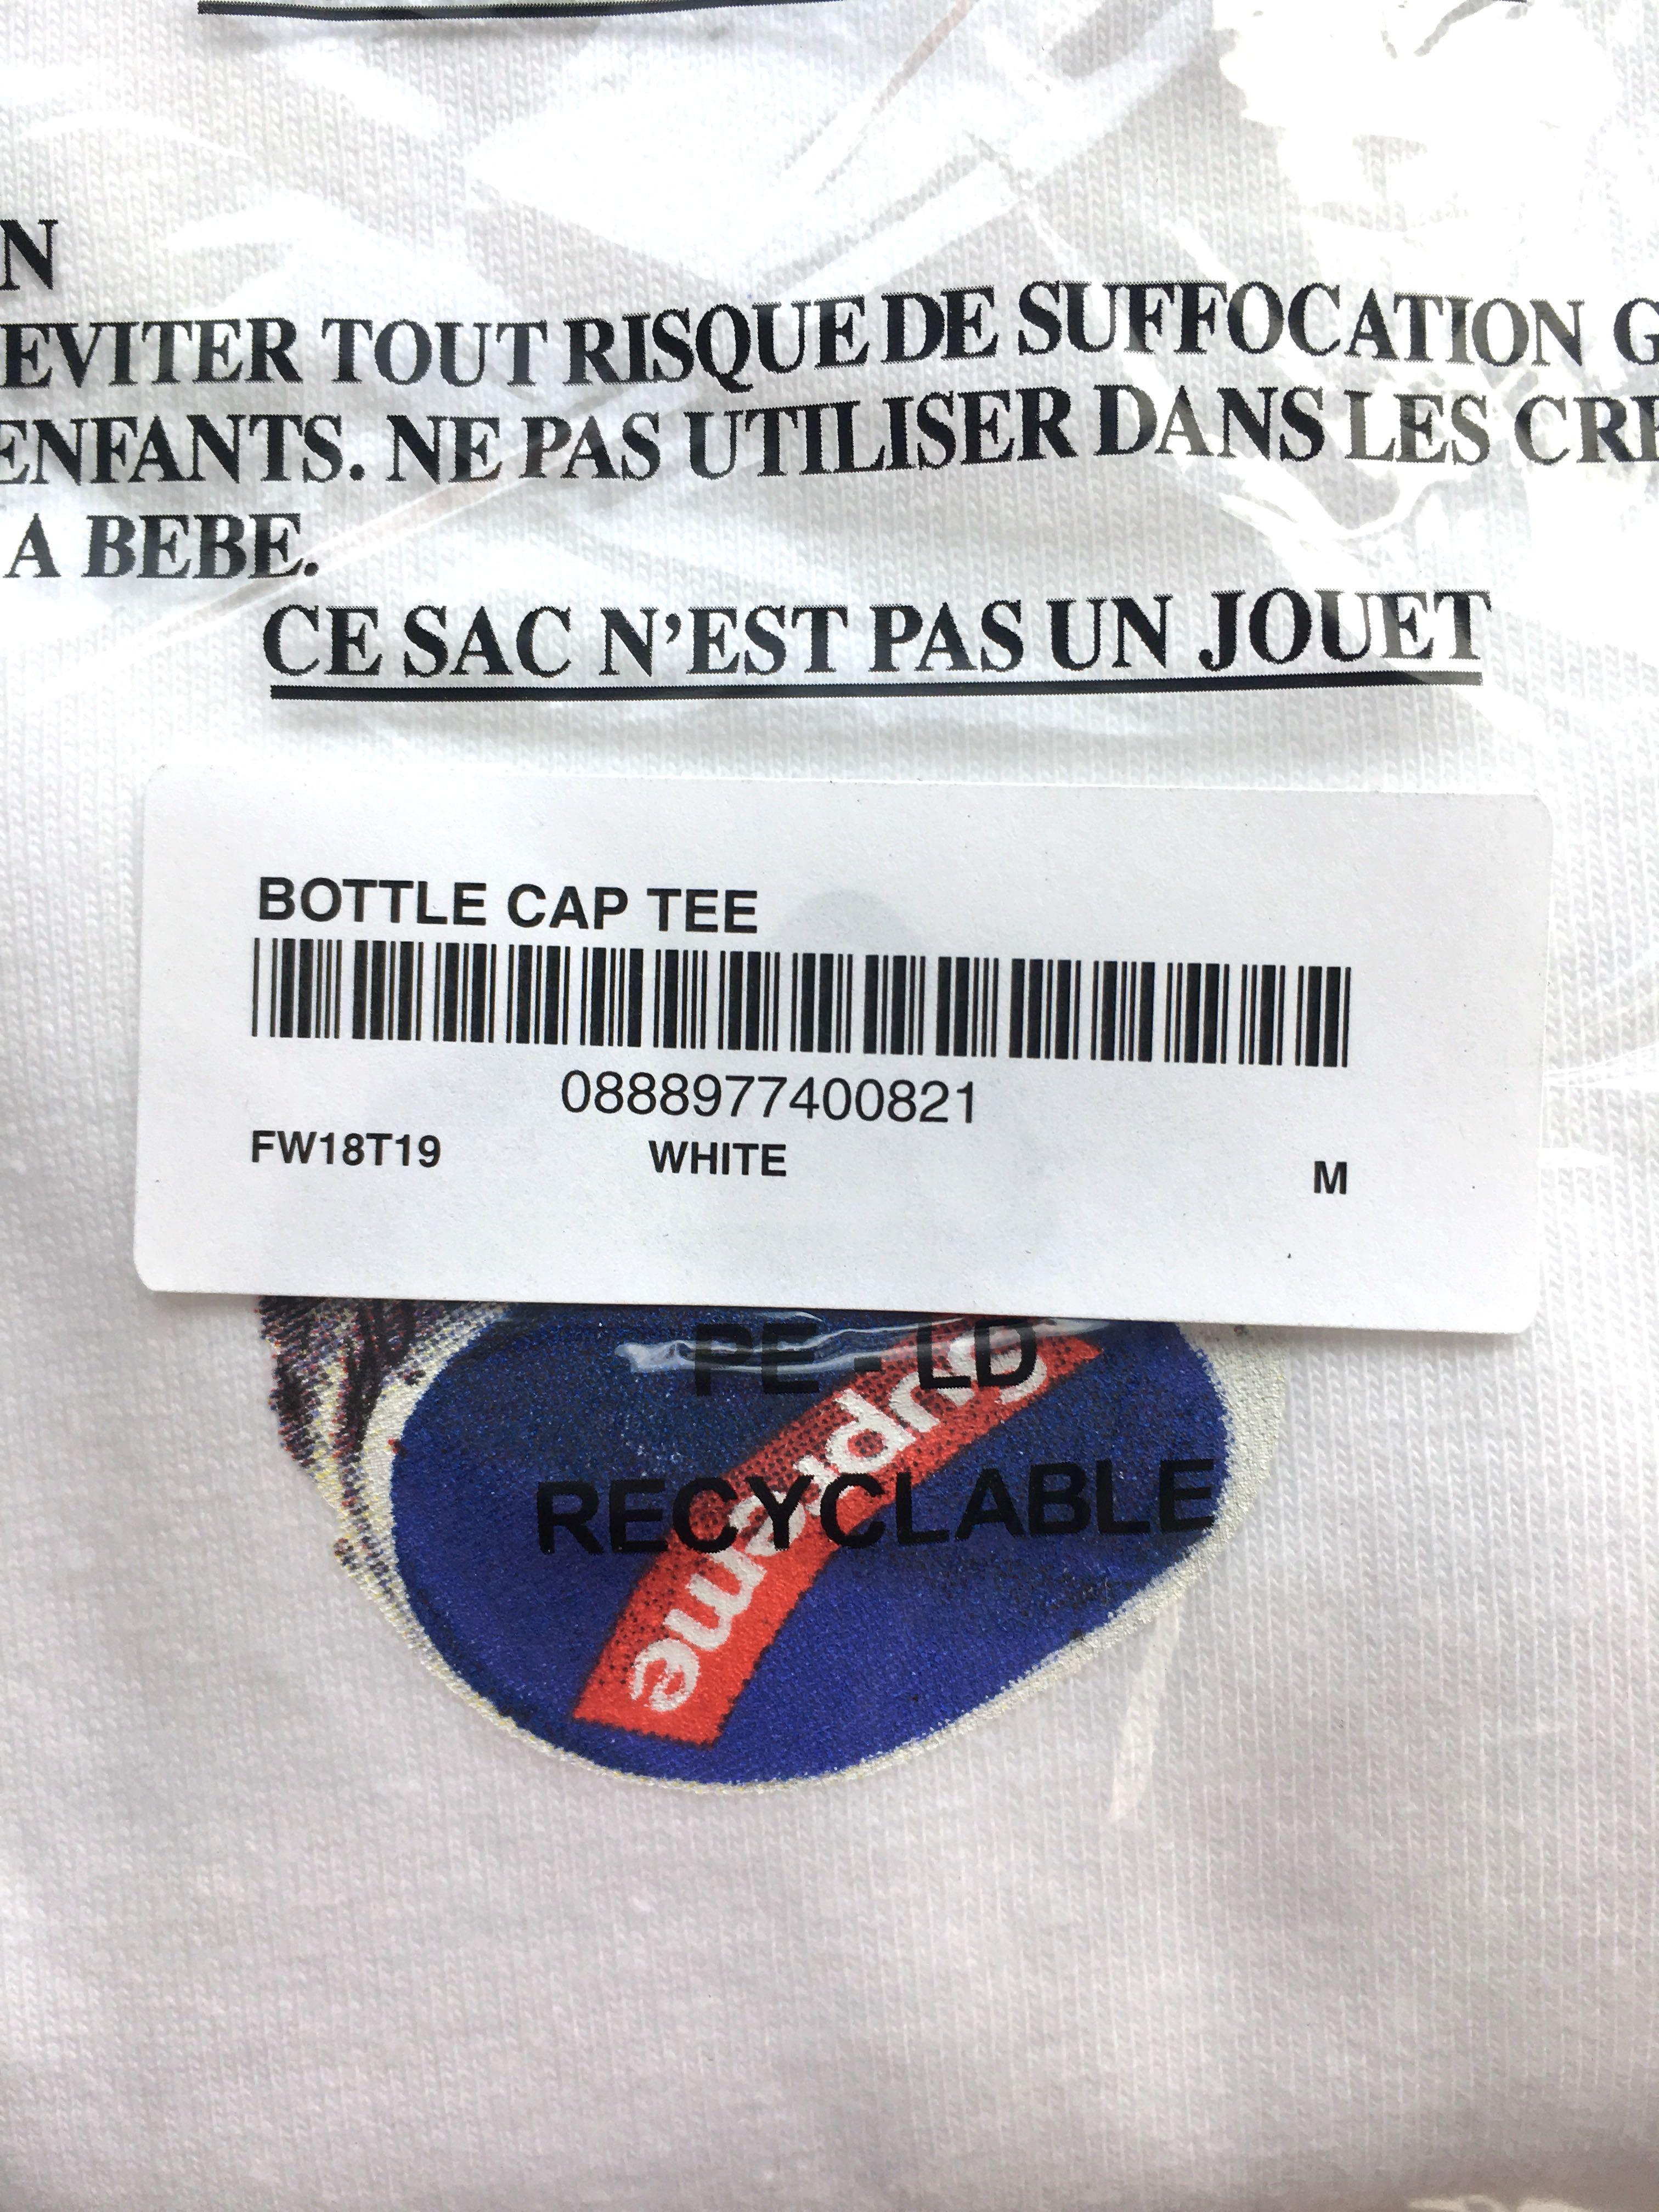 N
EVITER TOUT RISQUE DE SUFFOCATION G
ENFANTS. NE PAS UTILISER DANS LES CRE
A BEBE.
CE SAC N'EST PAS UN JOUET
BOTTLE CAP TEE
0888977400821
FW18T19 WHITE M
PE - LD
RECYCLABLE
Supreme